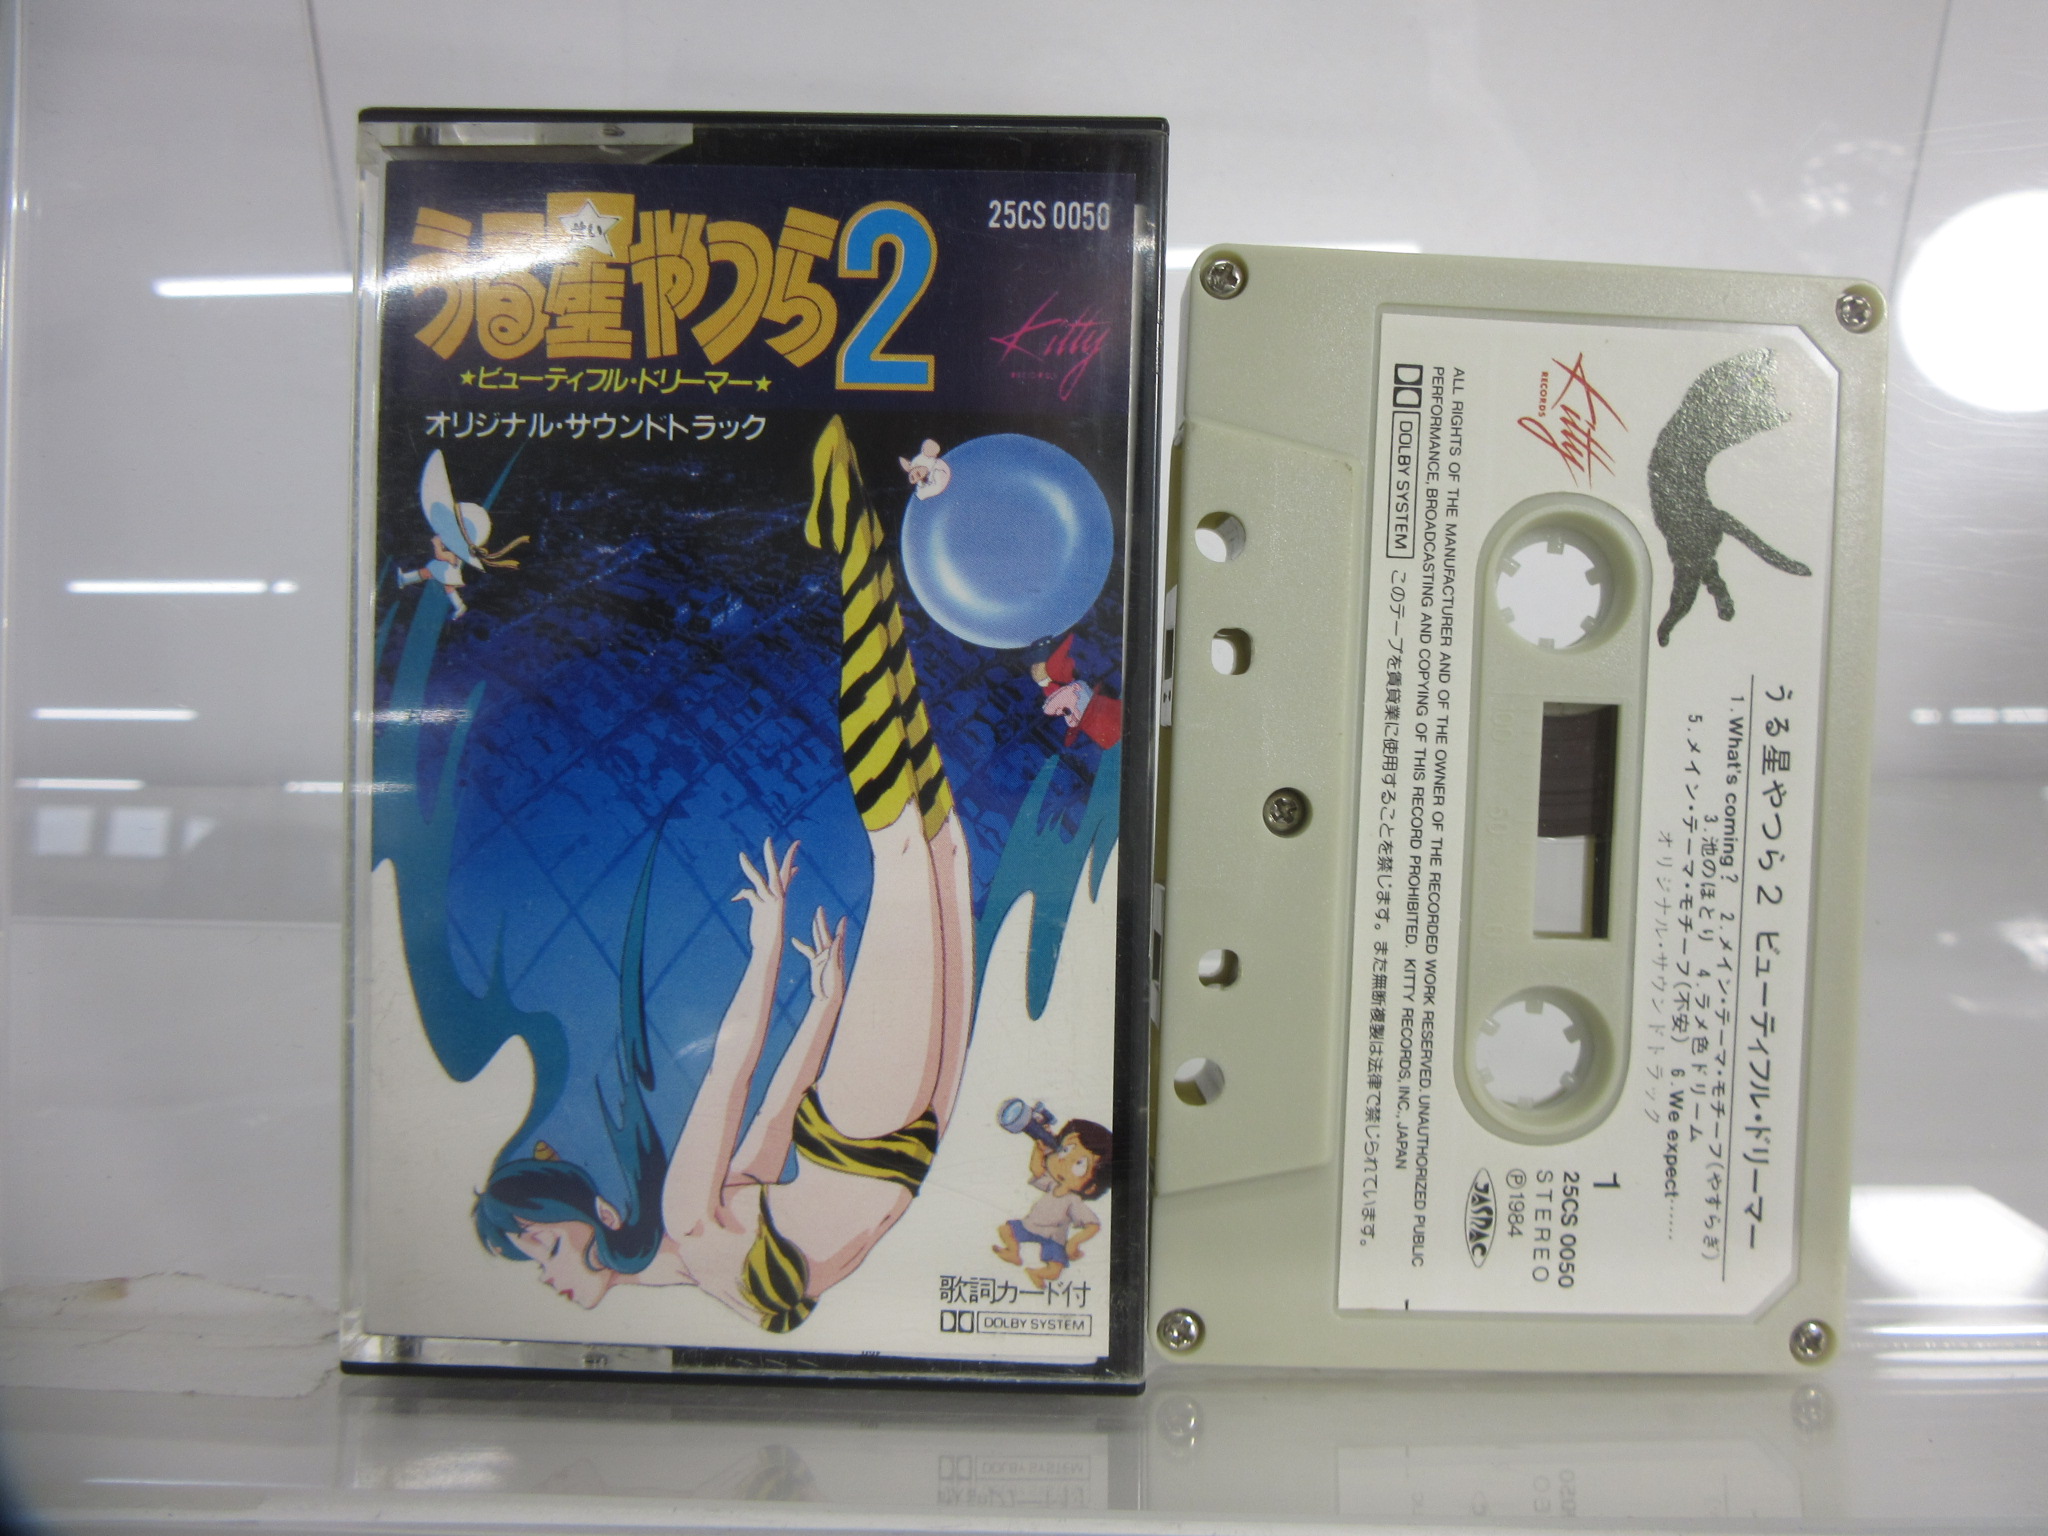 うる星やつら2
せい
25CS 0050
Kitty
RECORDS
★ビューティフル・ドリーマー★
オリジナル・サウンドトラック
歌詞カード付
DOLBY SYSTEM
うる星やつら2 ビューティフル・ドリーマー
1.What's coming? 2.メイン・テーマ・モチーフ(やすらぎ)
3.池のほとり 4.ラメ色ドリーム
5.メイン・テーマ・モチーフ(不安) 6.We expect……
オリジナル・サウンドトラック
Kitty
RECORDS
1
25CS 0050
STEREO
Ⓟ1984
JASRAC
ALL RIGHTS OF THE MANUFACTURER AND OF THE OWNER OF THE RECORDED WORK RESERVED. UNAUTHORIZED PUBLIC
PERFORMANCE, BROADCASTING AND COPYING OF THIS RECORD PROHIBITED. KITTY RECORDS, INC., JAPAN
DOLBY SYSTEM このテープを賃貸業に使用することを禁じます。また無断複製は法律で禁じられています。